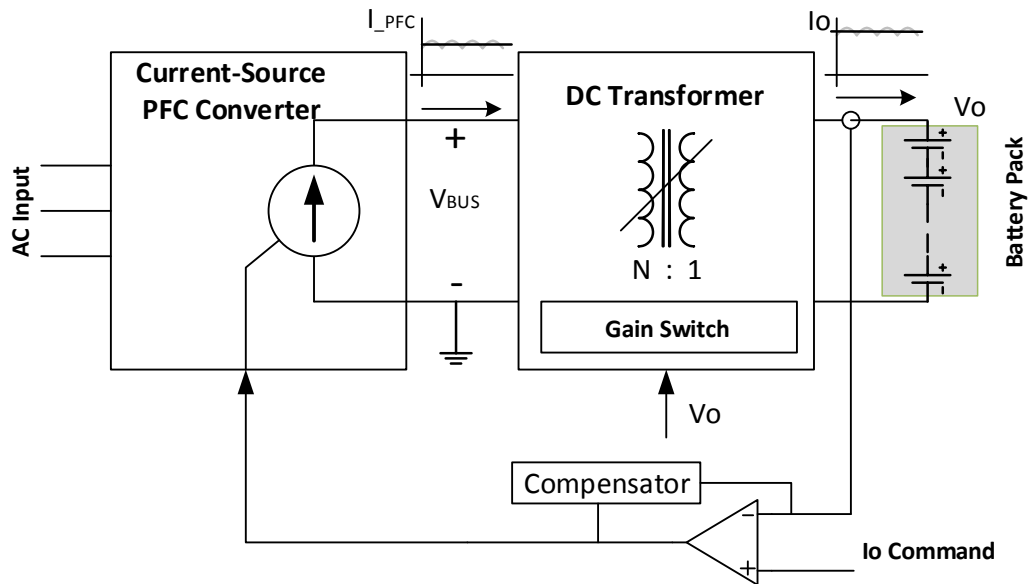 I_PFC
Io
Current-Source
PFC Converter
DC Transformer
Vo
+
VBUS
-
AC Input
N : 1
Gain Switch
Battery Pack
+
+
+
Vo
Compensator
-
+
Io Command